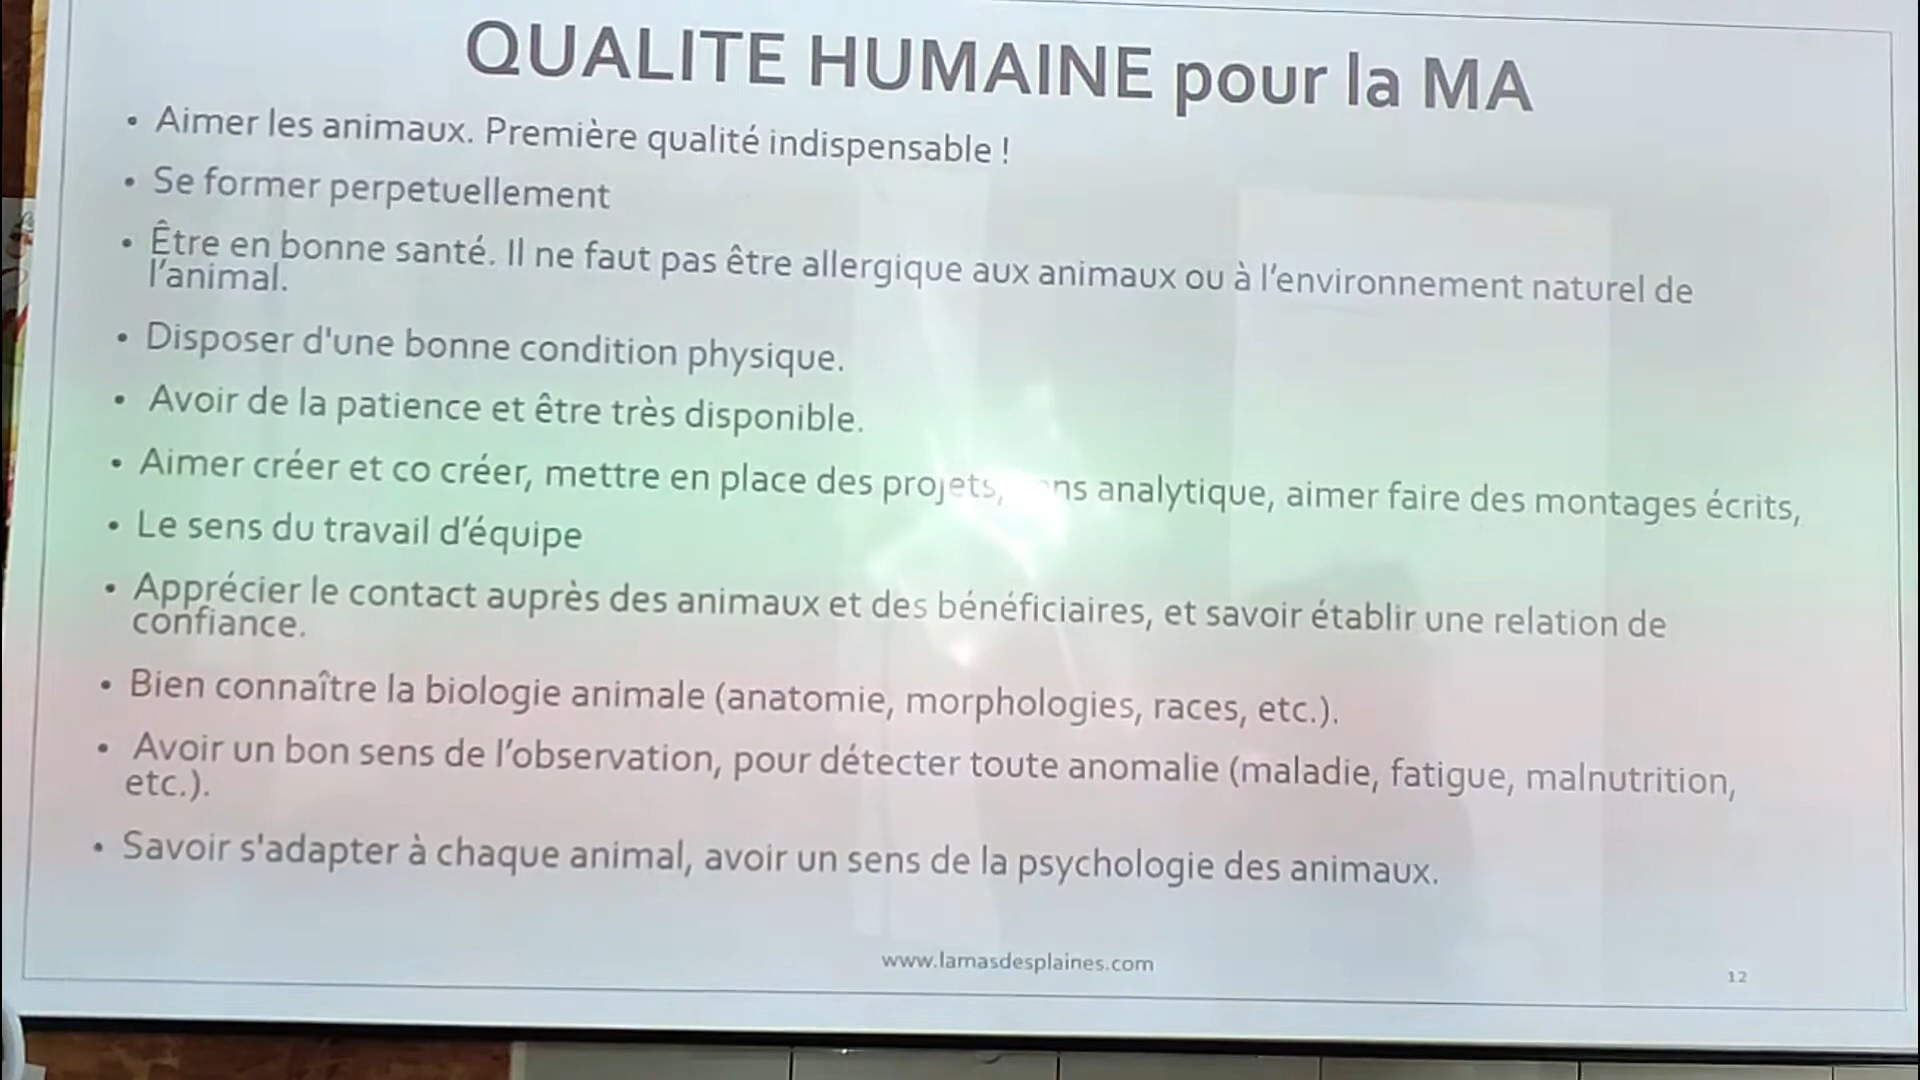 QUALITE HUMAINE pour la MA
• Aimer les animaux. Première qualité indispensable !
• Se former perpetuellement
• Être en bonne santé. Il ne faut pas être allergique aux animaux ou à l’environnement naturel de
l’animal.
• Disposer d'une bonne condition physique.
• Avoir de la patience et être très disponible.
• Aimer créer et co créer, mettre en place des projets, analytique, aimer faire des montages écrits,
• Le sens du travail d’équipe
• Apprécier le contact auprès des animaux et des bénéficiaires, et savoir établir une relation de
confiance.
• Bien connaître la biologie animale (anatomie, morphologies, races, etc.).
• Avoir un bon sens de l’observation, pour détecter toute anomalie (maladie, fatigue, malnutrition,
etc.).
• Savoir s'adapter à chaque animal, avoir un sens de la psychologie des animaux.
www.lamasdesplaines.com
12